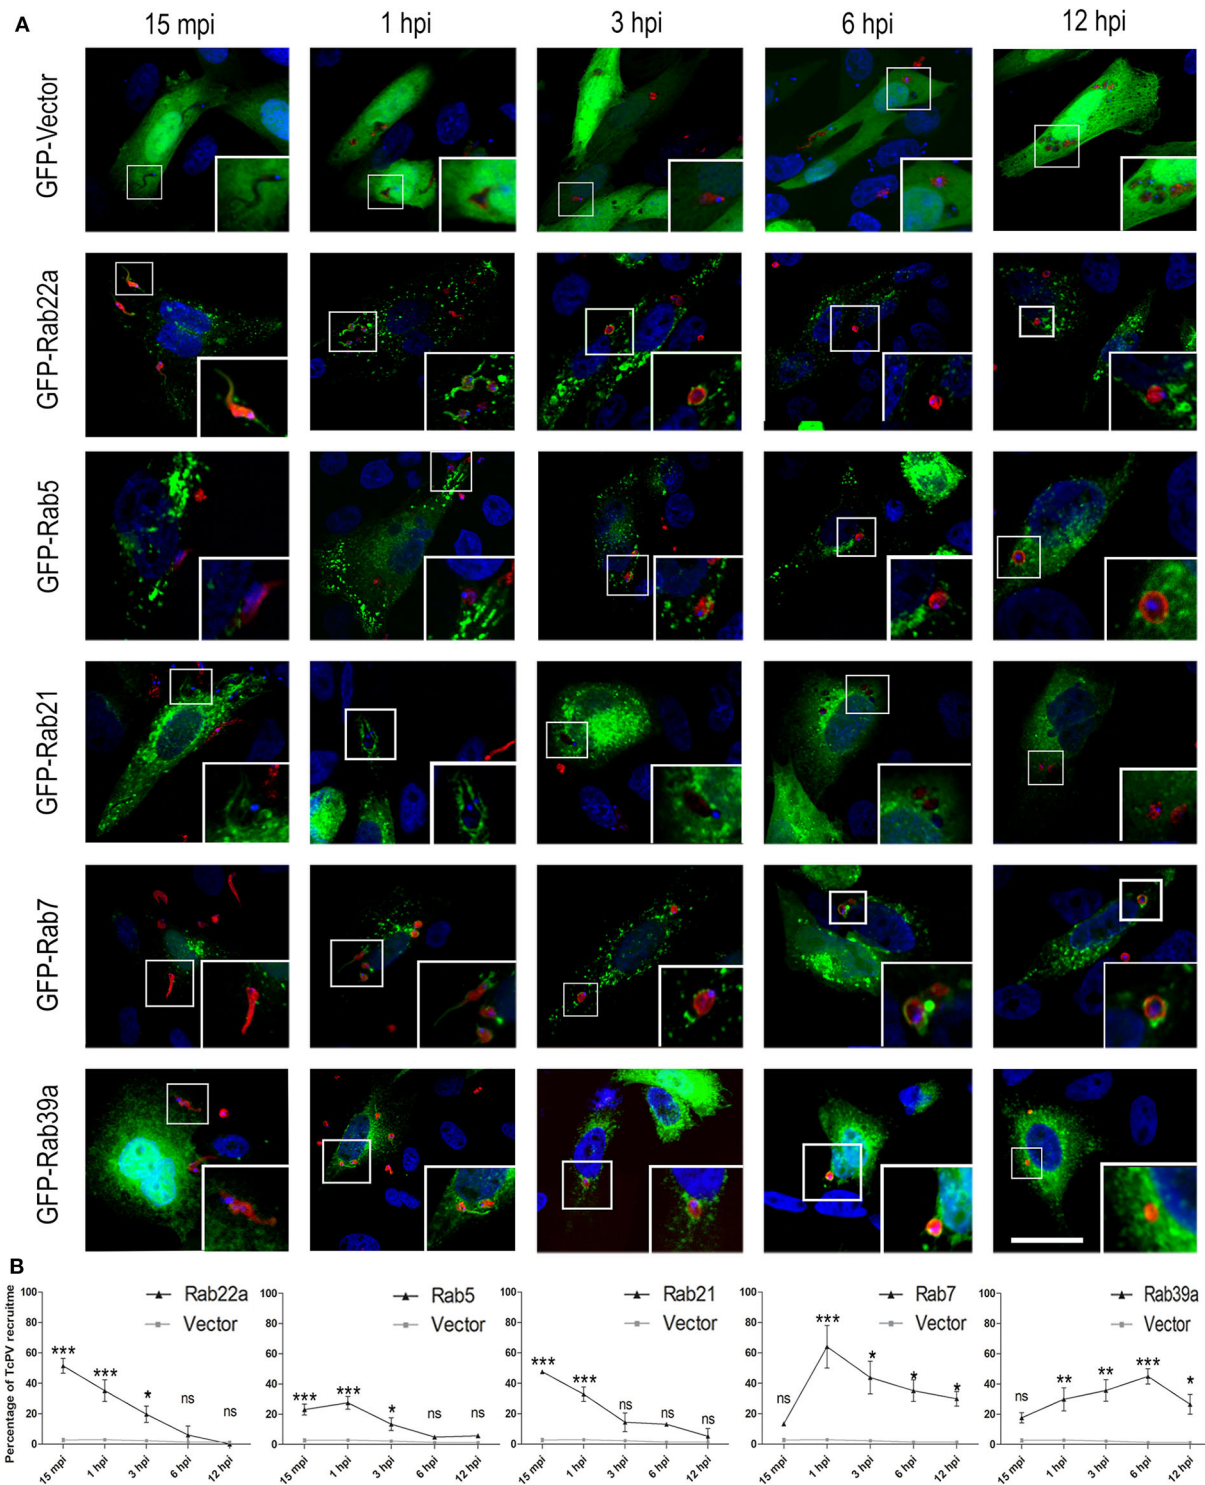 A
15 mpi 1 hpi 3 hpi 6 hpi 12 hpi
GFP-Vector
GFP-Rab22a
GFP-Rab5
GFP-Rab21
GFP-Rab7
GFP-Rab39a
B
Percentage of TcPV recruitme
100
80
60
40
20
0
Rab22a
Vector
***
***
*
ns
ns
15 mpi
1 hpi
3 hpi
6 hpi
12 hpi
100
80
60
40
20
0
Rab5
Vector
***
***
*
ns
ns
15 mpi
1 hpi
3 hpi
6 hpi
12 hpi
100
80
60
40
20
0
Rab21
Vector
***
***
ns
ns
ns
15 mpi
1 hpi
3 hpi
6 hpi
12 hpi
100
80
60
40
20
0
Rab7
Vector
ns
***
*
*
*
15 mpi
1 hpi
3 hpi
6 hpi
12 hpi
100
80
60
40
20
0
Rab39a
Vector
ns
**
**
***
*
15 mpi
1 hpi
3 hpi
6 hpi
12 hpi